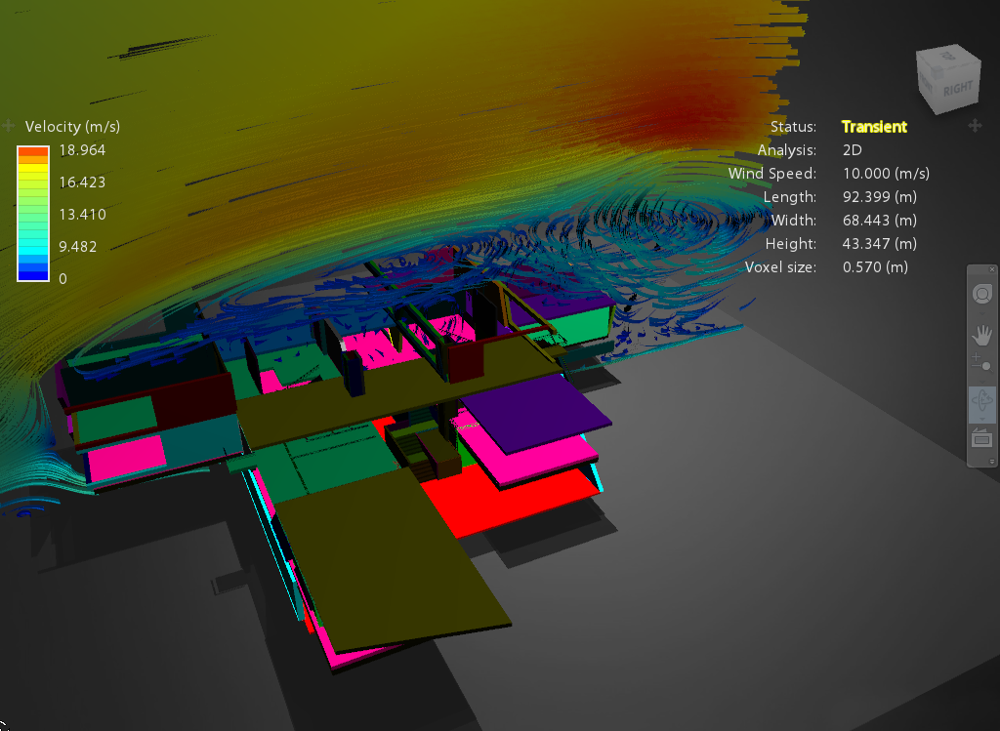 RIGHT
Velocity (m/s)
18.964
16.423
13.410
9.482
0
Status: Transient
Analysis: 2D
Wind Speed: 10.000 (m/s)
Length: 92.399 (m)
Width: 68.443 (m)
Height: 43.347 (m)
Voxel size: 0.570 (m)